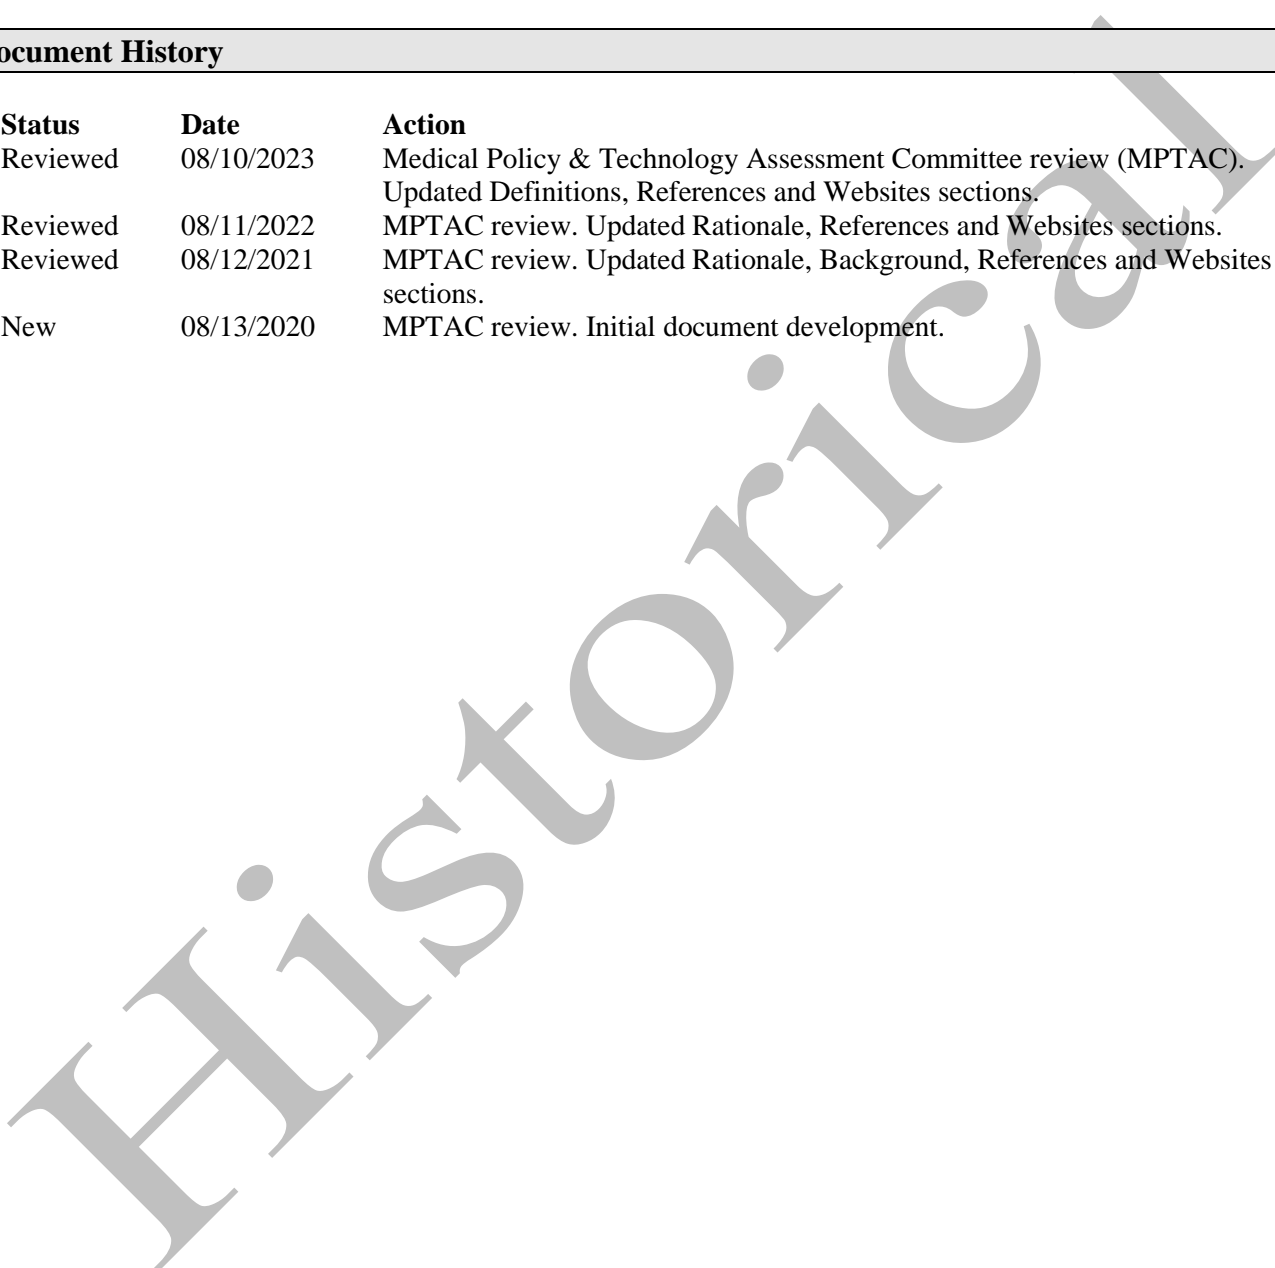 ocument History
Status Date Action
Reviewed 08/10/2023 Medical Policy & Technology Assessment Committee review (MPTAC).
Updated Definitions, References and Websites sections.
Reviewed 08/11/2022 MPTAC review. Updated Rationale, References and Websites sections.
Reviewed 08/12/2021 MPTAC review. Updated Rationale, Background, References and Websites
sections.
New 08/13/2020 MPTAC review. Initial document development.
Historical